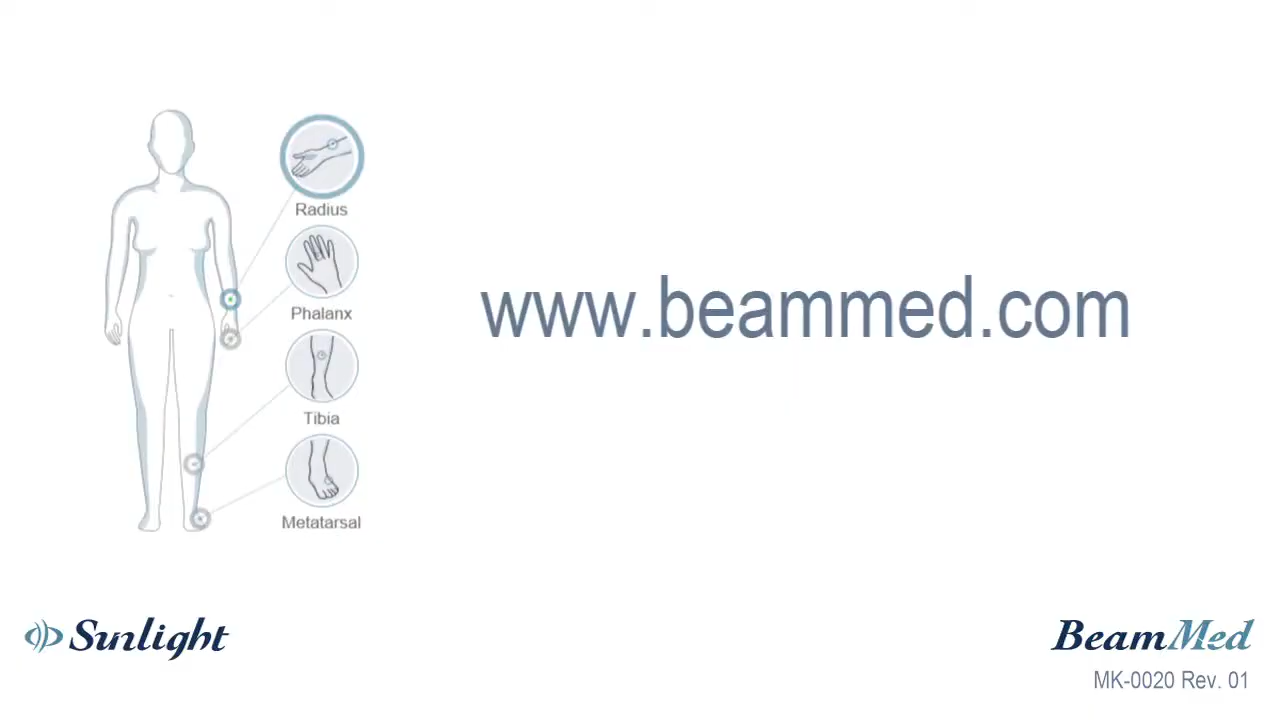 Radius
Phalanx
Tibia
Metatarsal
www.beammed.com
Sunlight
BeamMed
MK-0020 Rev. 01